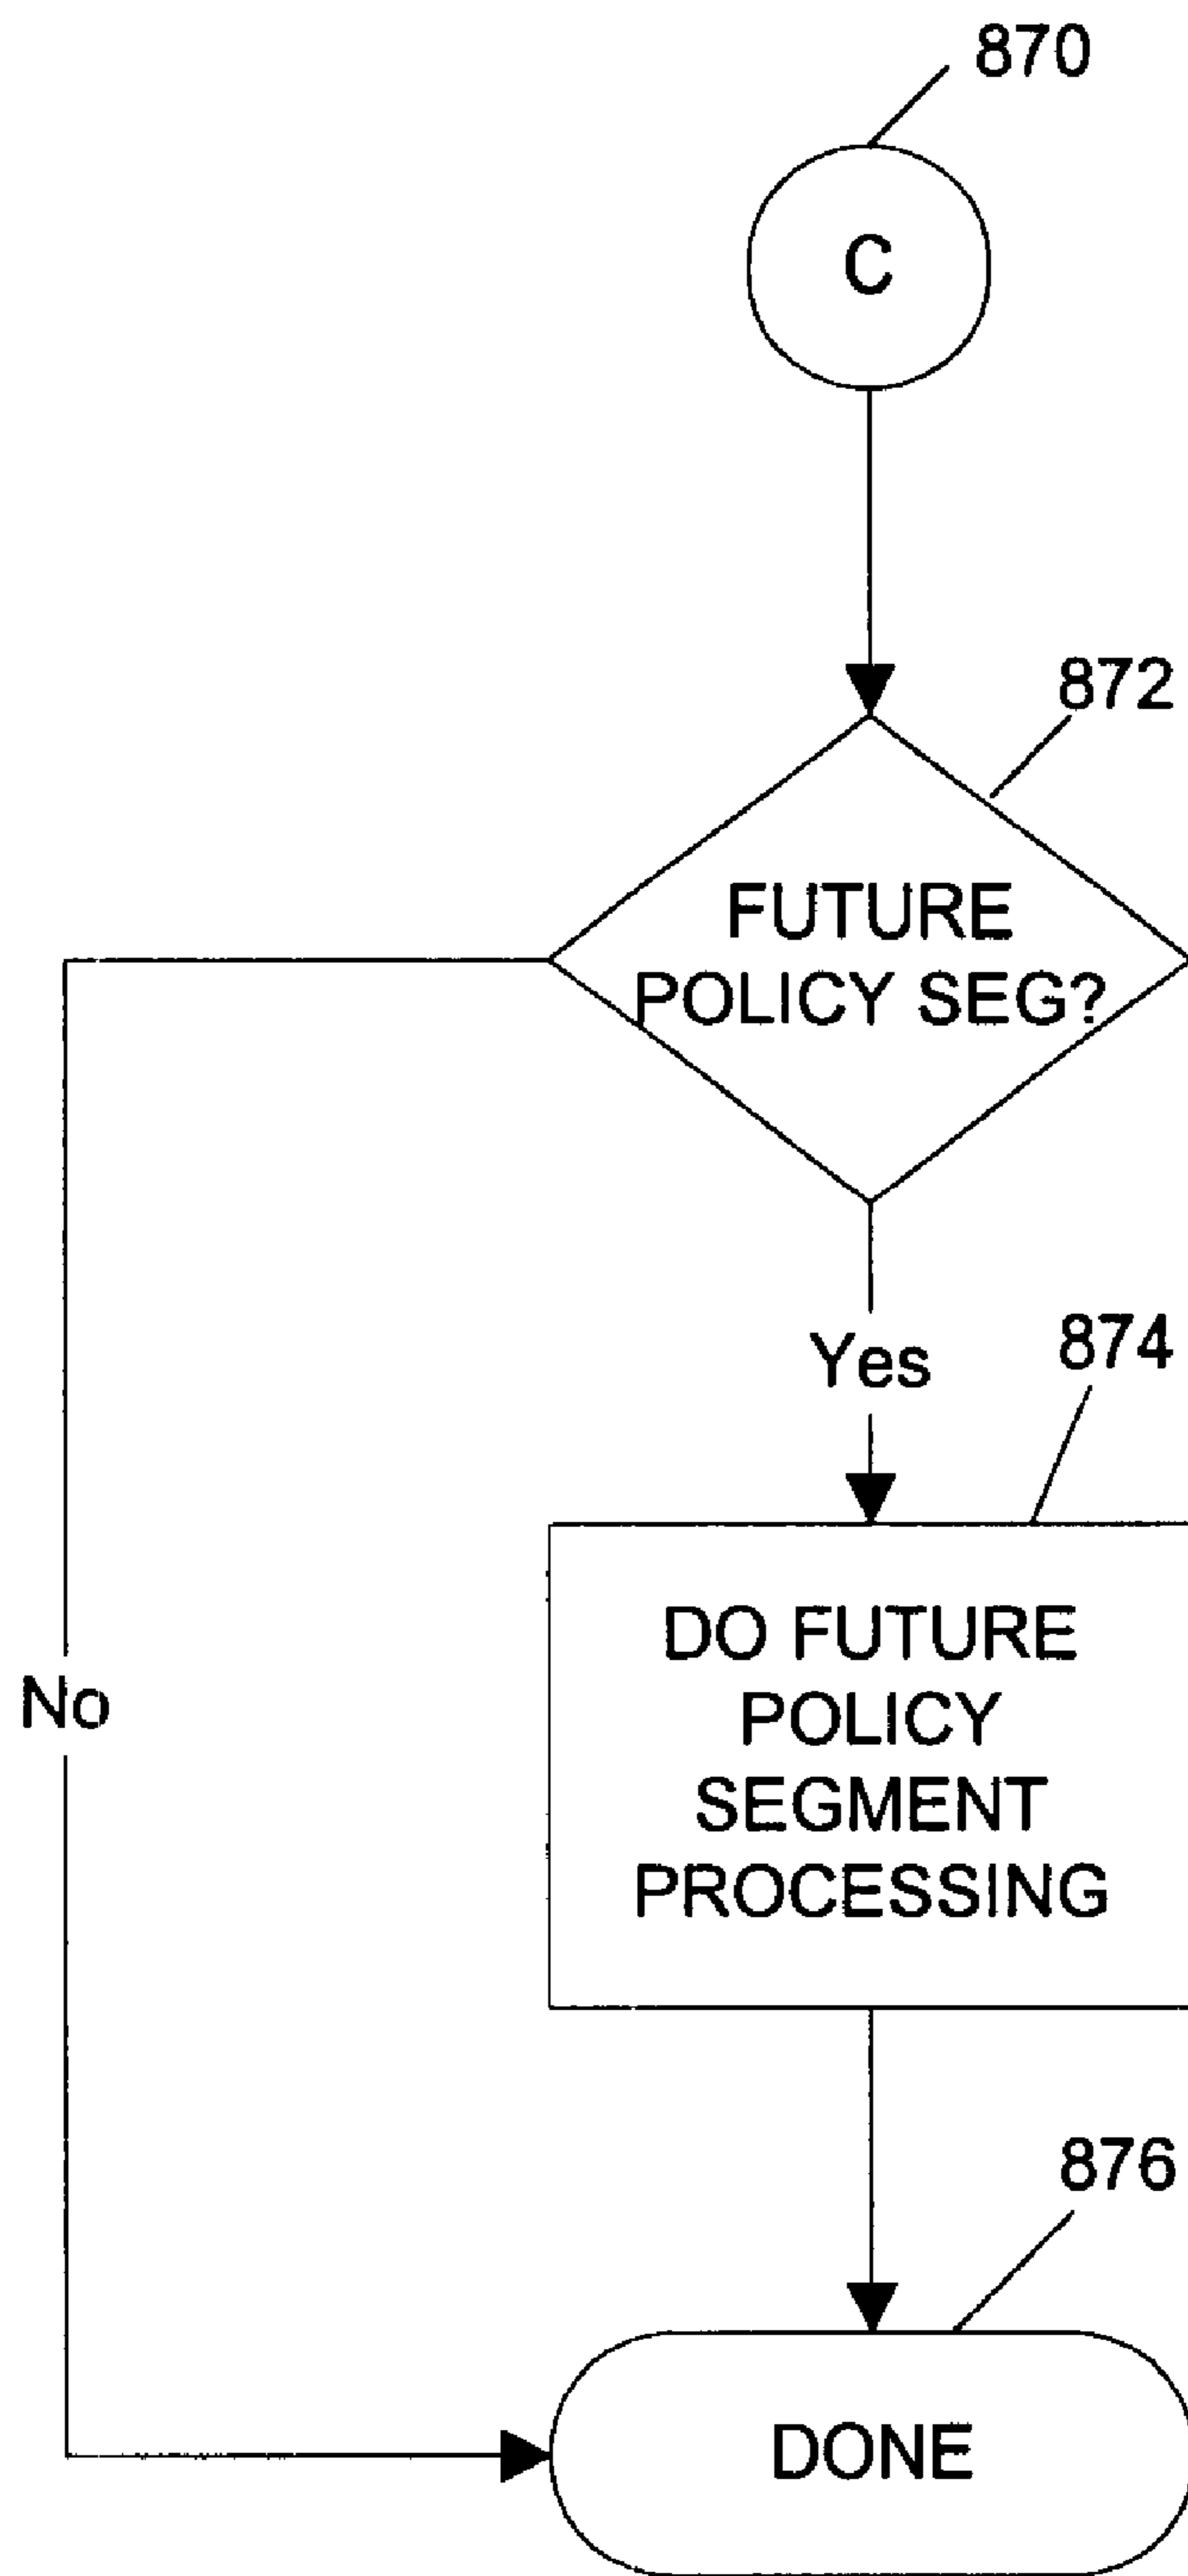 870
C
872
FUTURE
POLICY SEG?
Yes
874
DO FUTURE
POLICY
SEGMENT
PROCESSING
No
876
DONE